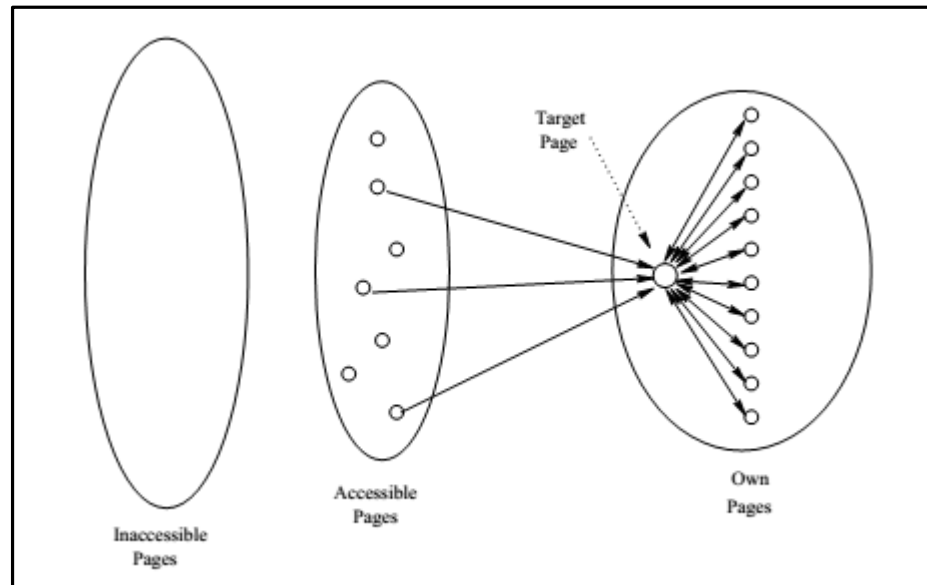 Target
Page
Inaccessible
Pages
Accessible
Pages
Own
Pages